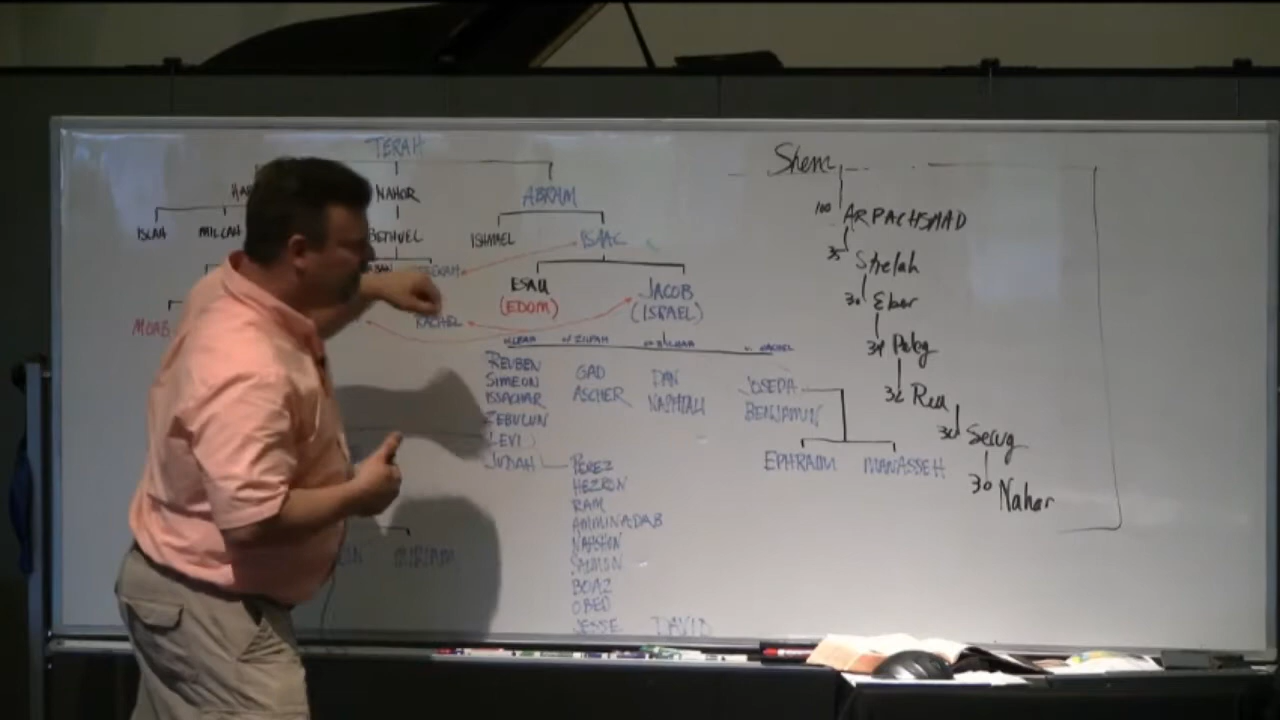 TERAH
NAHOR
ABRAM
ISCAH
MILCAH
BETHUEL
ISHMAEL
ISAAC
ESAU
(EDOM)
JACOB
(ISRAEL)
MOAB
RACHEL
W/ ZILPAH
REUBEN
SIMEON
ISSACHAR
ZEBULUN
LEVI
JUDAH
GAD
ASCHER
DAN
NAPHTALI
BENJAMIN
EPHRAIM
MANASSEH
PEREZ
HEZRON
RAM
AMMINADAB
NAHSHON
SALMON
BOAZ
OBED
JESSE DAVID
MIRIAM
Shem
100 ARPACHSHAD
35 Shelah
30 Eber
34 Peleg
32 Reu
30 Serug
30 Nahor